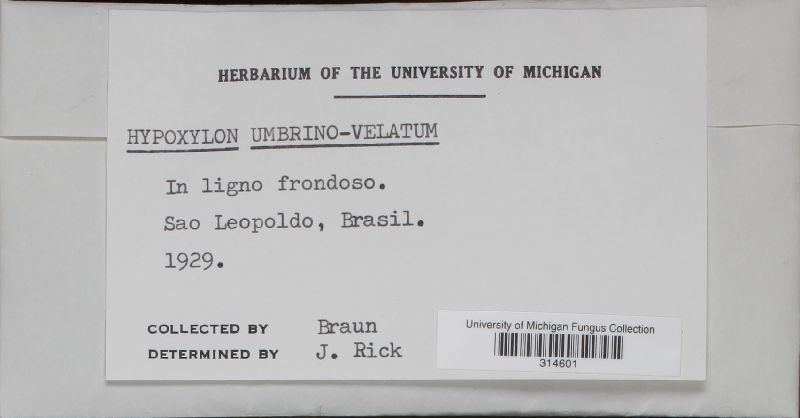 HERBARIUM OF THE UNIVERSITY OF MICHIGAN
HYPOXYLON UMBRINO-VELATUM
In ligno frondoso.
Sao Leopoldo, Brasil.
1929.
COLLECTED BY Braun
DETERMINED BY J. Rick
University of Michigan Fungus Collection
314601